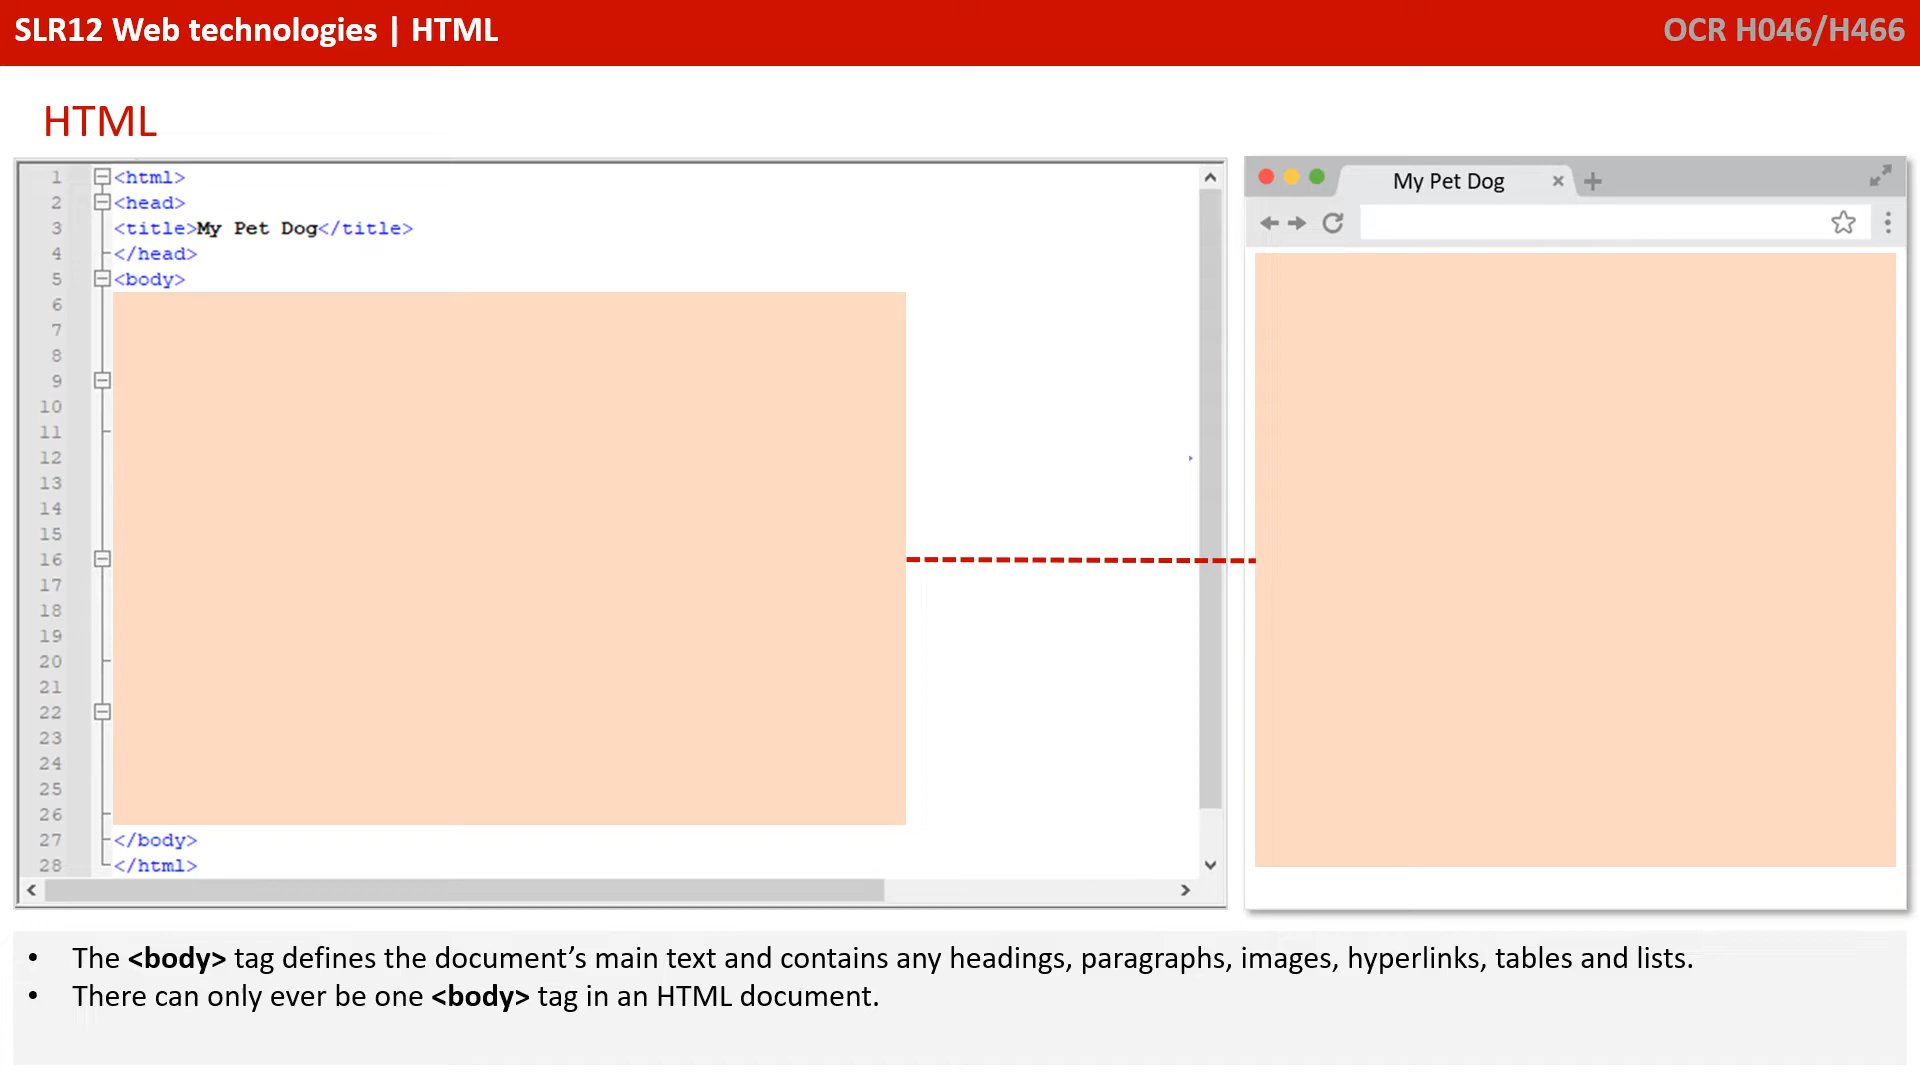 SLR12 Web technologies | HTML
OCR H046/H466
HTML
1 <html>
2 <head>
3 <title>My Pet Dog</title>
4 </head>
5 <body>
6
7
8
9
10
11
12
13
14
15
16
17
18
19
20
21
22
23
24
25
26
27 </body>
28 </html>
My Pet Dog
• The <body> tag defines the document’s main text and contains any headings, paragraphs, images, hyperlinks, tables and lists.
• There can only ever be one <body> tag in an HTML document.